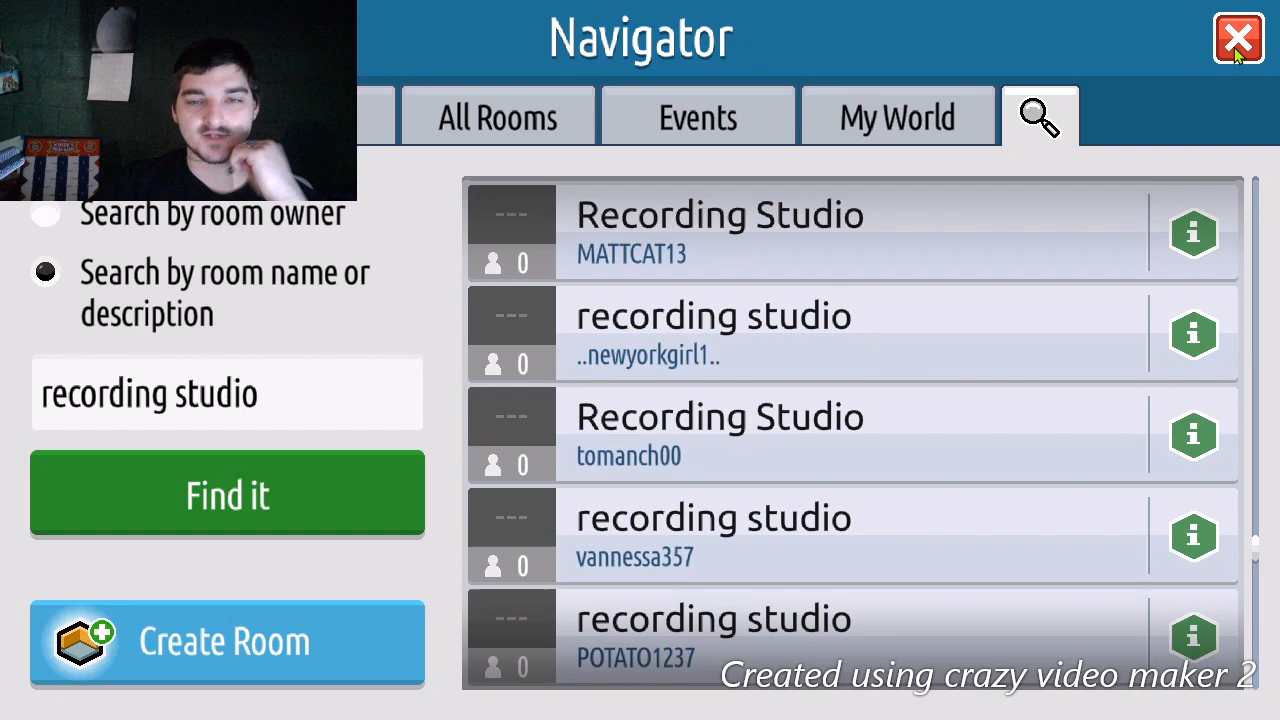 Navigator
All Rooms
Events
My World
Search by room owner
Search by room name or
description
recording studio
Find it
Create Room
---
0
Recording Studio
MATTCAT13
---
0
recording studio
..newyorkgirl1..
---
0
Recording Studio
tomanch00
---
0
recording studio
vannessa357
---
0
recording studio
POTATO1237
Created using crazy video maker 2